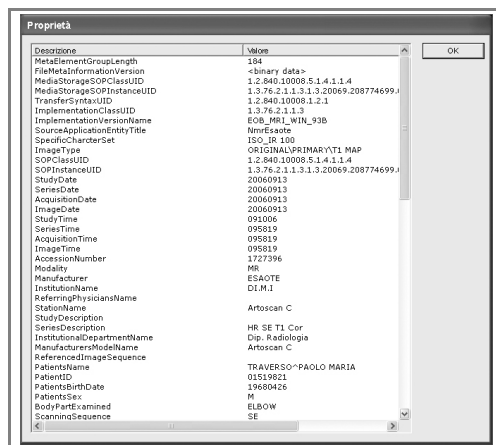 Proprietà
Descrizione Valore
OK
MetaElementGroupLength 184
FileMetaInformationVersion <binary data>
MediaStorageSOPClassUID 1.2.840.10008.5.1.4.1.1.4
MediaStorageSOPInstanceUID 1.3.76.2.1.1.3.1.3.20069.208774699.
TransferSyntaxUID 1.2.840.10008.1.2.1
ImplementationClassUID 1.3.76.2.1.1.3
ImplementationVersionName EOB_MRI_WIN_93B
SourceApplicationEntityTitle NmrEsaote
SpecificCharcterSet ISO_IR 100
ImageType ORIGINAL\PRIMARY\T1 MAP
SOPClassUID 1.2.840.10008.5.1.4.1.1.4
SOPInstanceUID 1.3.76.2.1.1.3.1.3.20069.208774699.
StudyDate 20060913
SeriesDate 20060913
AcquisitionDate 20060913
ImageDate 20060913
StudyTime 091006
SeriesTime 095819
AcquisitionTime 095819
ImageTime 095819
AccessionNumber 1727396
Modality MR
Manufacturer ESAOTE
InstitutionName DI.M.I
ReferringPhysiciansName
StationName Artoscan C
StudyDescription
SeriesDescription HR SE T1 Cor
InstitutionalDepartmentName Dip. Radiologia
ManufacturersModelName Artoscan C
ReferencedImageSequence
PatientsName TRAVERSO^PAOLO MARIA
PatientID 01519821
PatientsBirthDate 19680426
PatientsSex M
BodyPartExamined ELBOW
ScanningSequence SE